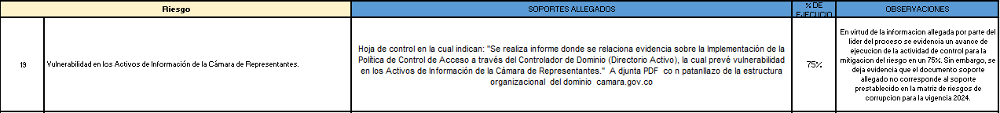 Riesgo
SOPORTES ALLEGADOS
% DE
EJECUCIO
OBSERVACIONES
19
Vulnerabilidad en los Activos de Información de la Cámara de Representantes.
Hoja de control en la cual indican: "Se realiza informe donde se relaciona evidencia sobre la Implementación de la
Política de Control de Acceso a través del Controlador de Dominio (Directorio Activo), la cual prevé vulnerabilidad
en los Activos de Información de la Cámara de Representantes."  A djunta PDF  co n patanllazo de la estructura
organizacional  del dominio  camara.gov.co
75%
En virtud de la informacion allegada por parte del
lider del proceso se evidencia un avance de
ejecucion de la actividad de control para la
mitigacion del riesgo en un 75%. Sin embargo, se
deja evidencia que el documento soporte
allegado no corresponde al soporte
prestablecido en la matriz de riesgos de
corrupcion para la vigencia 2024.